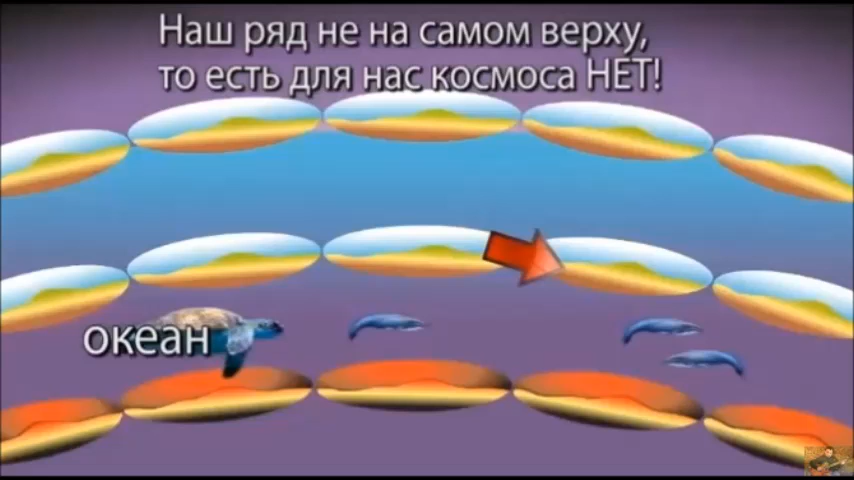 Наш ряд не на самом верху,
то есть для нас космоса НЕТ!
океан